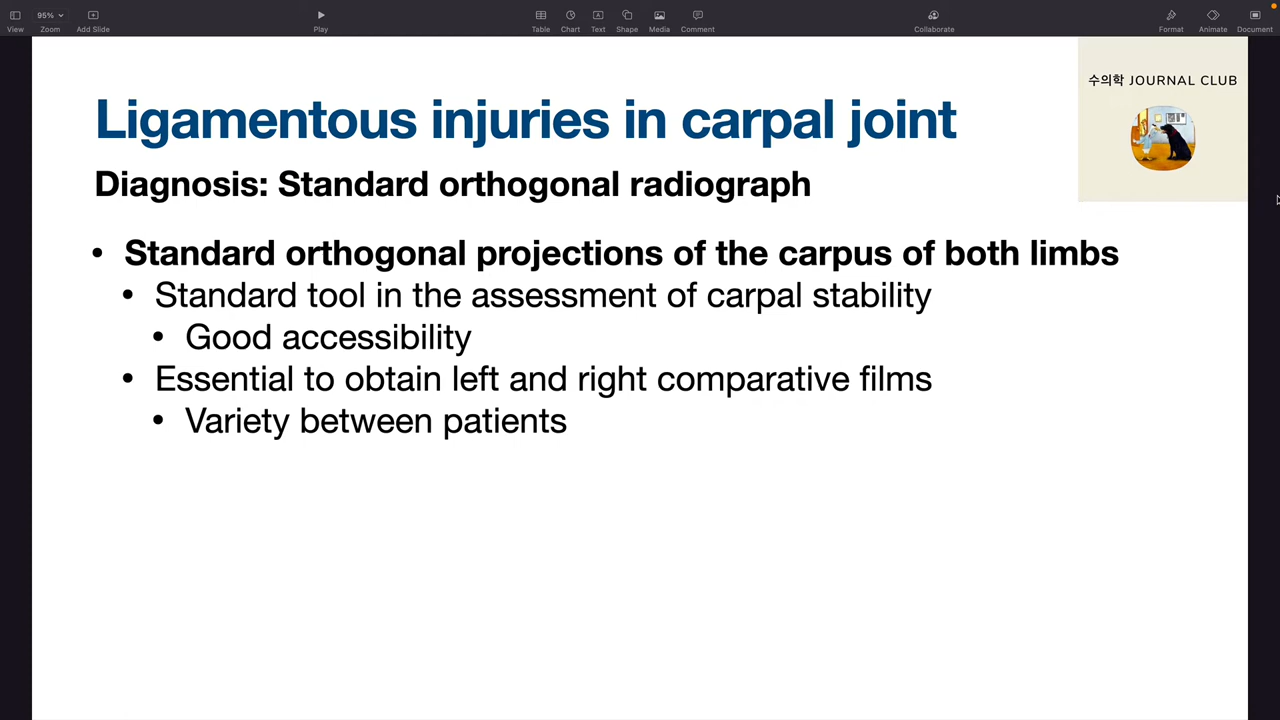 95%
View
Zoom
Add Slide
Play
Table
Chart
Text
Shape
Media
Comment
Collaborate
Format
Animate
Document
수의학 JOURNAL CLUB
Ligamentous injuries in carpal joint
Diagnosis: Standard orthogonal radiograph
• Standard orthogonal projections of the carpus of both limbs
• Standard tool in the assessment of carpal stability
• Good accessibility
• Essential to obtain left and right comparative films
• Variety between patients